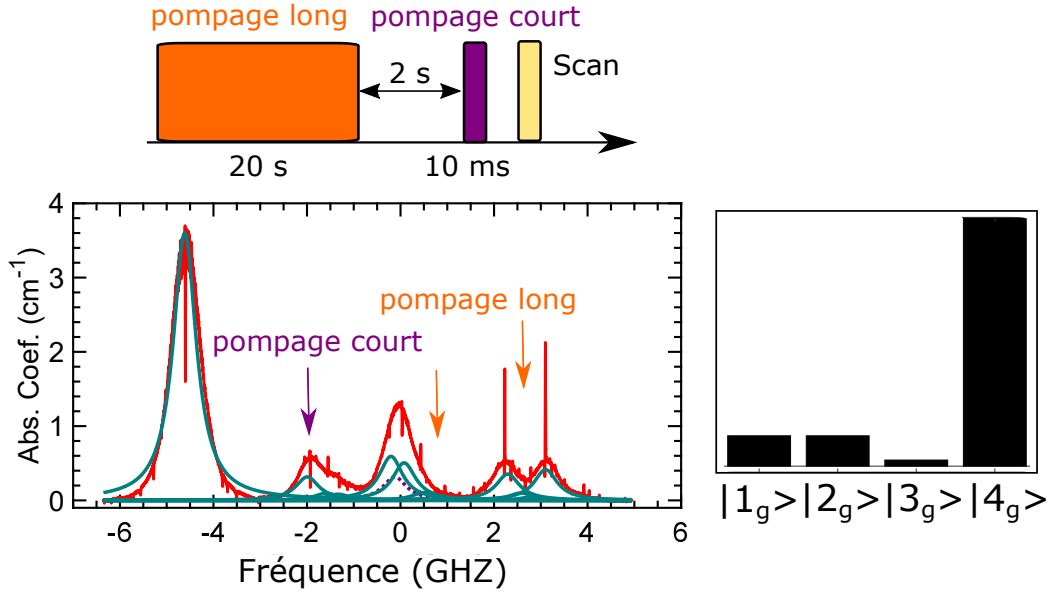 pompage long
pompage court
2 s
Scan
20 s
10 ms
4
3
2
1
0
Abs. Coef. (cm⁻¹)
pompage long
pompage court
-6 -4 -2 0 2 4 6
Fréquence (GHZ)
|1g> |2g> |3g> |4g>